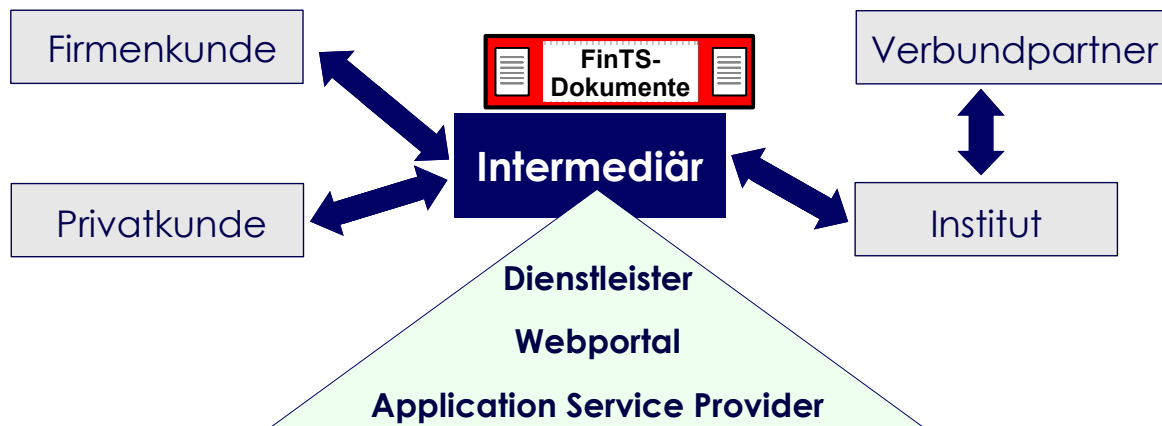 Firmenkunde
FinTS-
Dokumente
Verbundpartner
Intermediär
Privatkunde
Institut
Dienstleister
Webportal
Application Service Provider